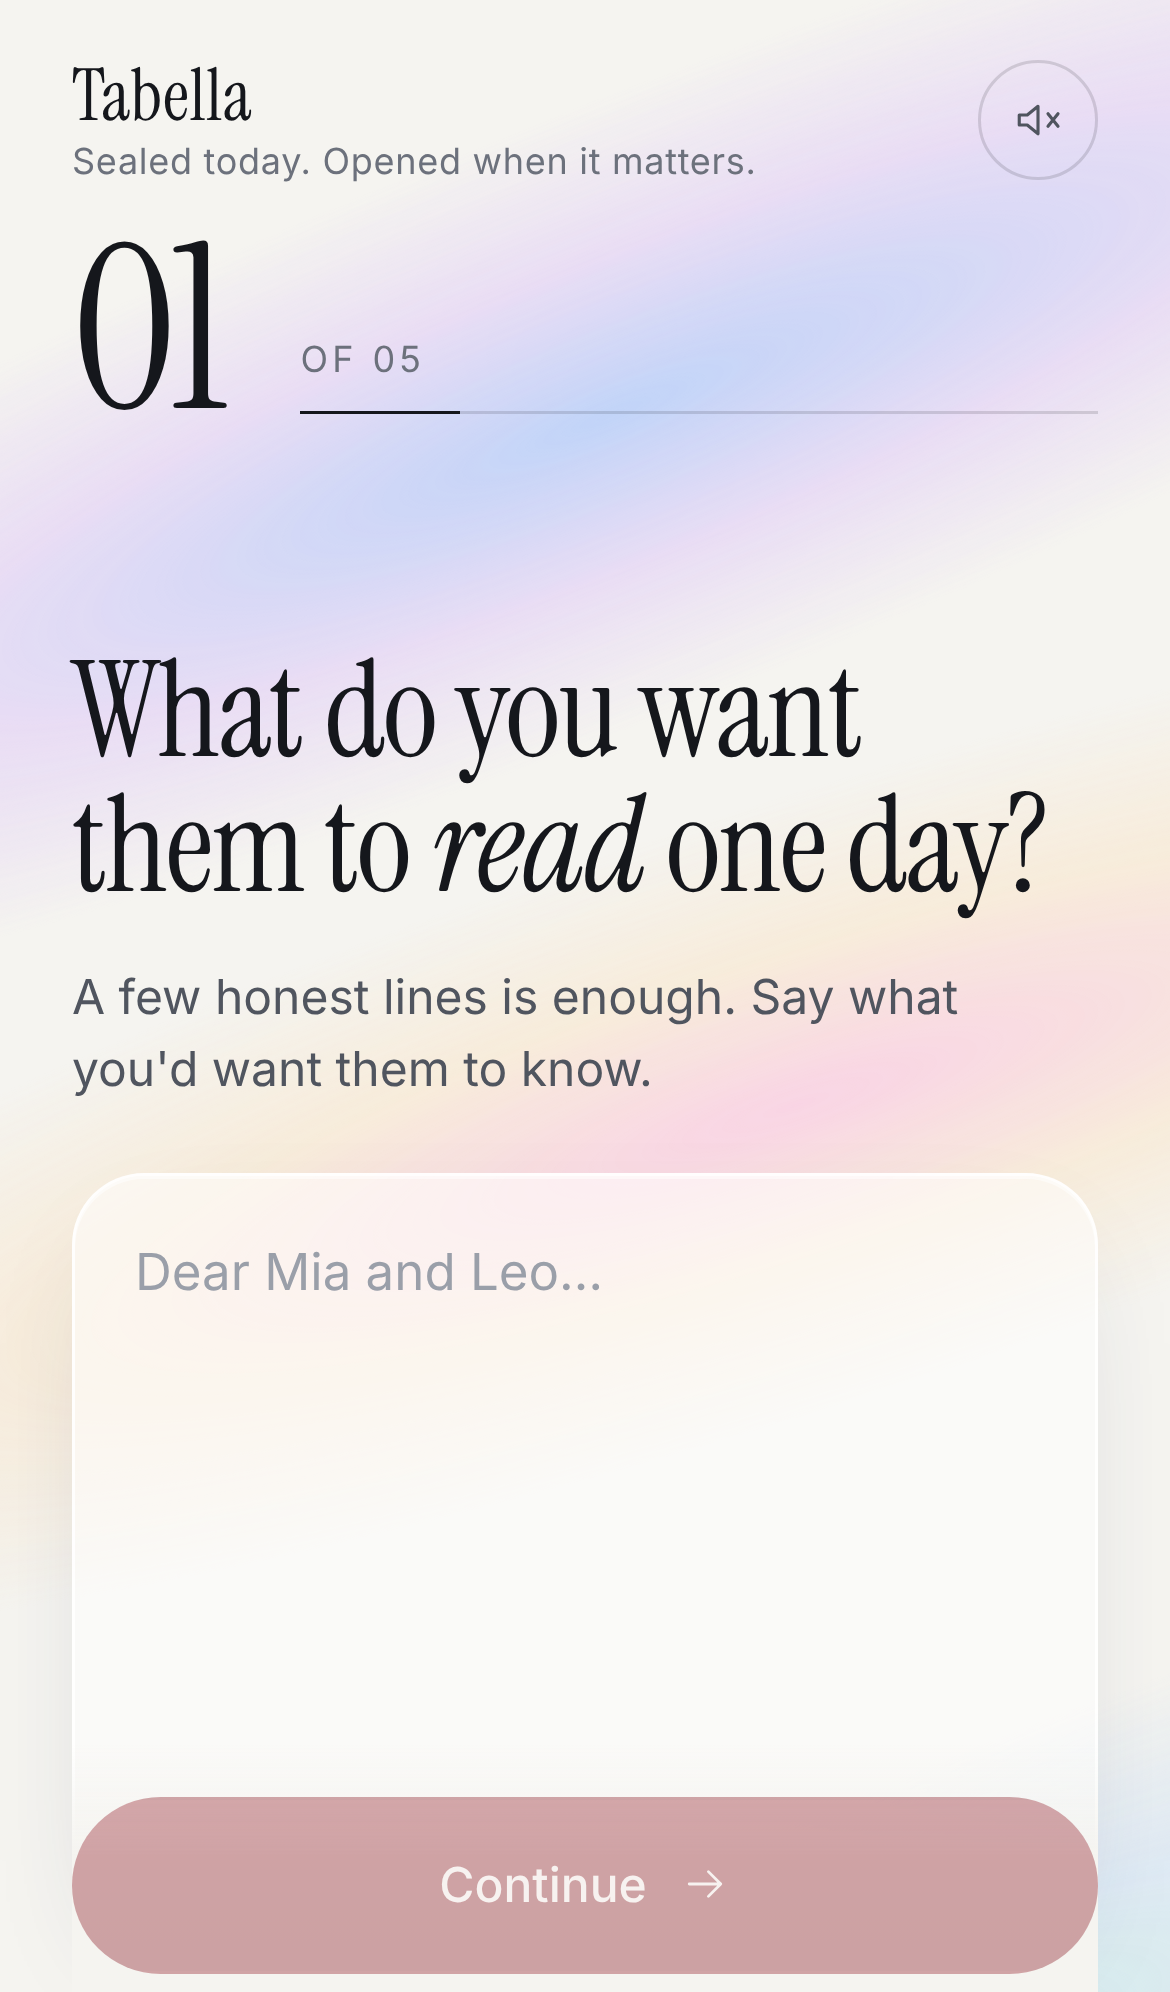 Tabella
Sealed today. Opened when it matters.
01
OF 05
What do you want
them to read one day?
A few honest lines is enough. Say what
you'd want them to know.
Dear Mia and Leo...
Continue →